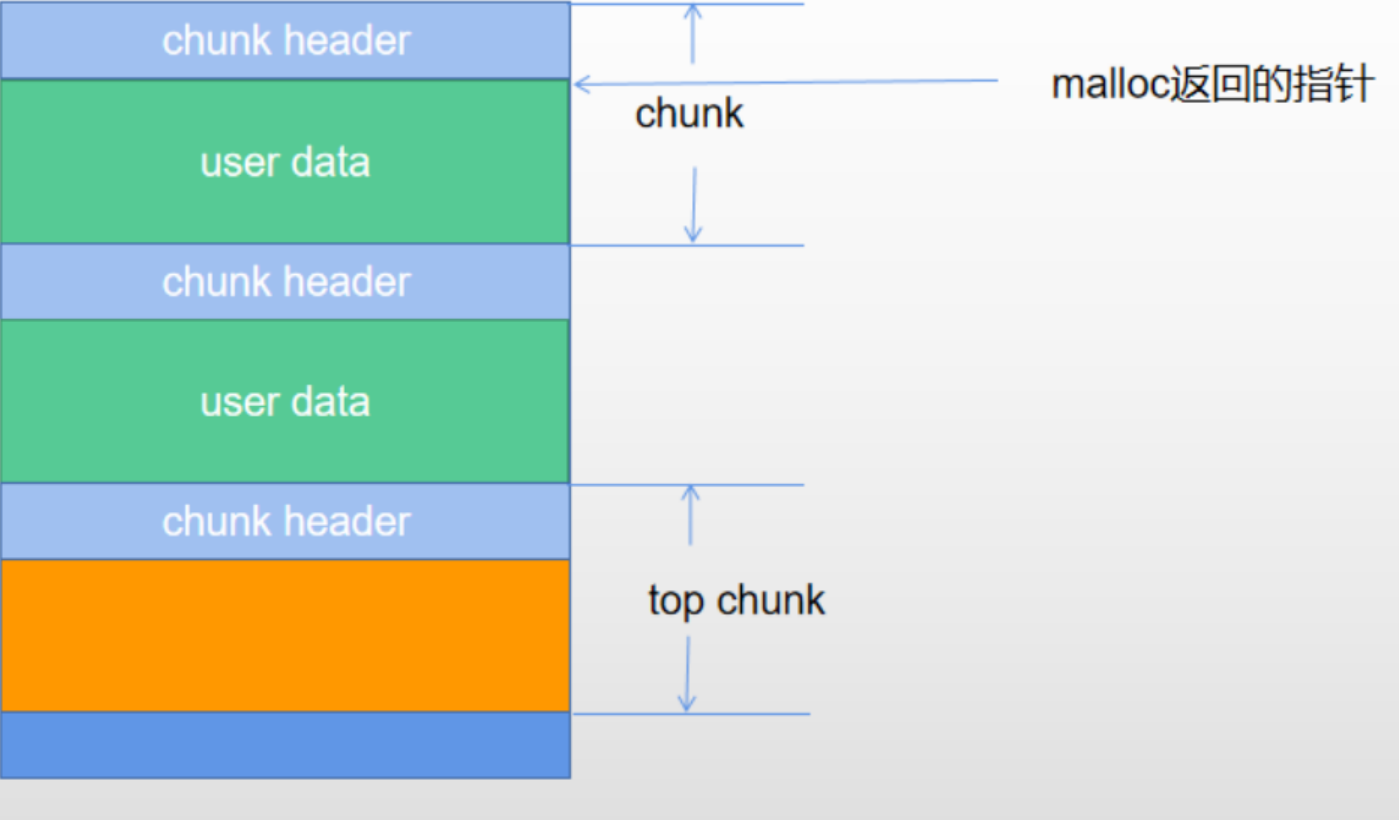 chunk header
malloc返回的指针
chunk
user data
chunk header
user data
chunk header
top chunk